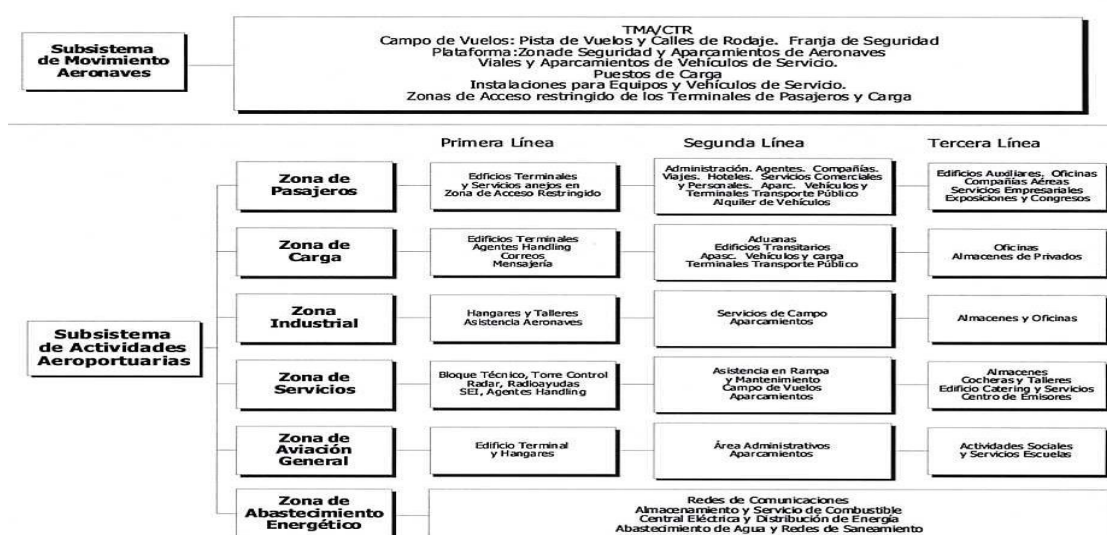 Subsistema
de Movimiento
Aeronaves
TMA/CTR
Campo de Vuelos: Pista de Vuelos y Calles de Rodaje. Franja de Seguridad
Plataforma:Zonade Seguridad y Aparcamientos de Aeronaves
Viales y Aparcamientos de Vehículos de Servicio.
Puestos de Carga
Instalaciones para Equipos y Vehículos de Servicio.
Zonas de Acceso restringido de los Terminales de Pasajeros y Carga
Primera Línea
Segunda Línea
Tercera Línea
Subsistema
de Actividades
Aeroportuarias
Zona de
Pasajeros
Edficios Terminales
y Servicios anejos en
Zona de Acceso Restringido
Administración. Agentes. Compañías.
Viajes. Hoteles. Servicios Comerciales
y Personales. Aparc. Vehículos y
Terminales Transporte Público
Alquiler de Vehículos
Edificios Auxiliares. Oficinas
Compañías Aéreas
Servicios Empresariales
Exposiciones y Congresos
Zona de
Carga
Edificios Terminales
Agentes Handling
Correos
Mensajería
Aduanas
Edificios Transitarios
Apasc. Vehículos y carga
Terminales Transporte Público
Oficinas
Almacenes de Privados
Zona
Industrial
Hangares y Talleres
Asistencia Aeronaves
Servicios de Campo
Aparcamientos
Almacenes y Oficinas
Zona de
Servicios
Bloque Técnico, Torre Control
Radar, Radioayudas
SEI, Agentes Handling
Asistencia en Rampa
y Mantenimiento
Campo de Vuelos
Aparcamientos
Almacenes
Cocheras y Talleres
Edificio Catering y Servicios
Centro de Emisores
Zona de
Aviación
General
Edificio Terminal
y Hangares
Área Administrativos
Aparcamientos
Actividades Sociales
y Servicios Escuelas
Zona de
Abastecimiento
Energético
Redes de Comunicaciones
Almacenamiento y Servicio de Combustible
Central Eléctrica y Distribución de Energía
Abastecimiento de Agua y Redes de Saneamiento